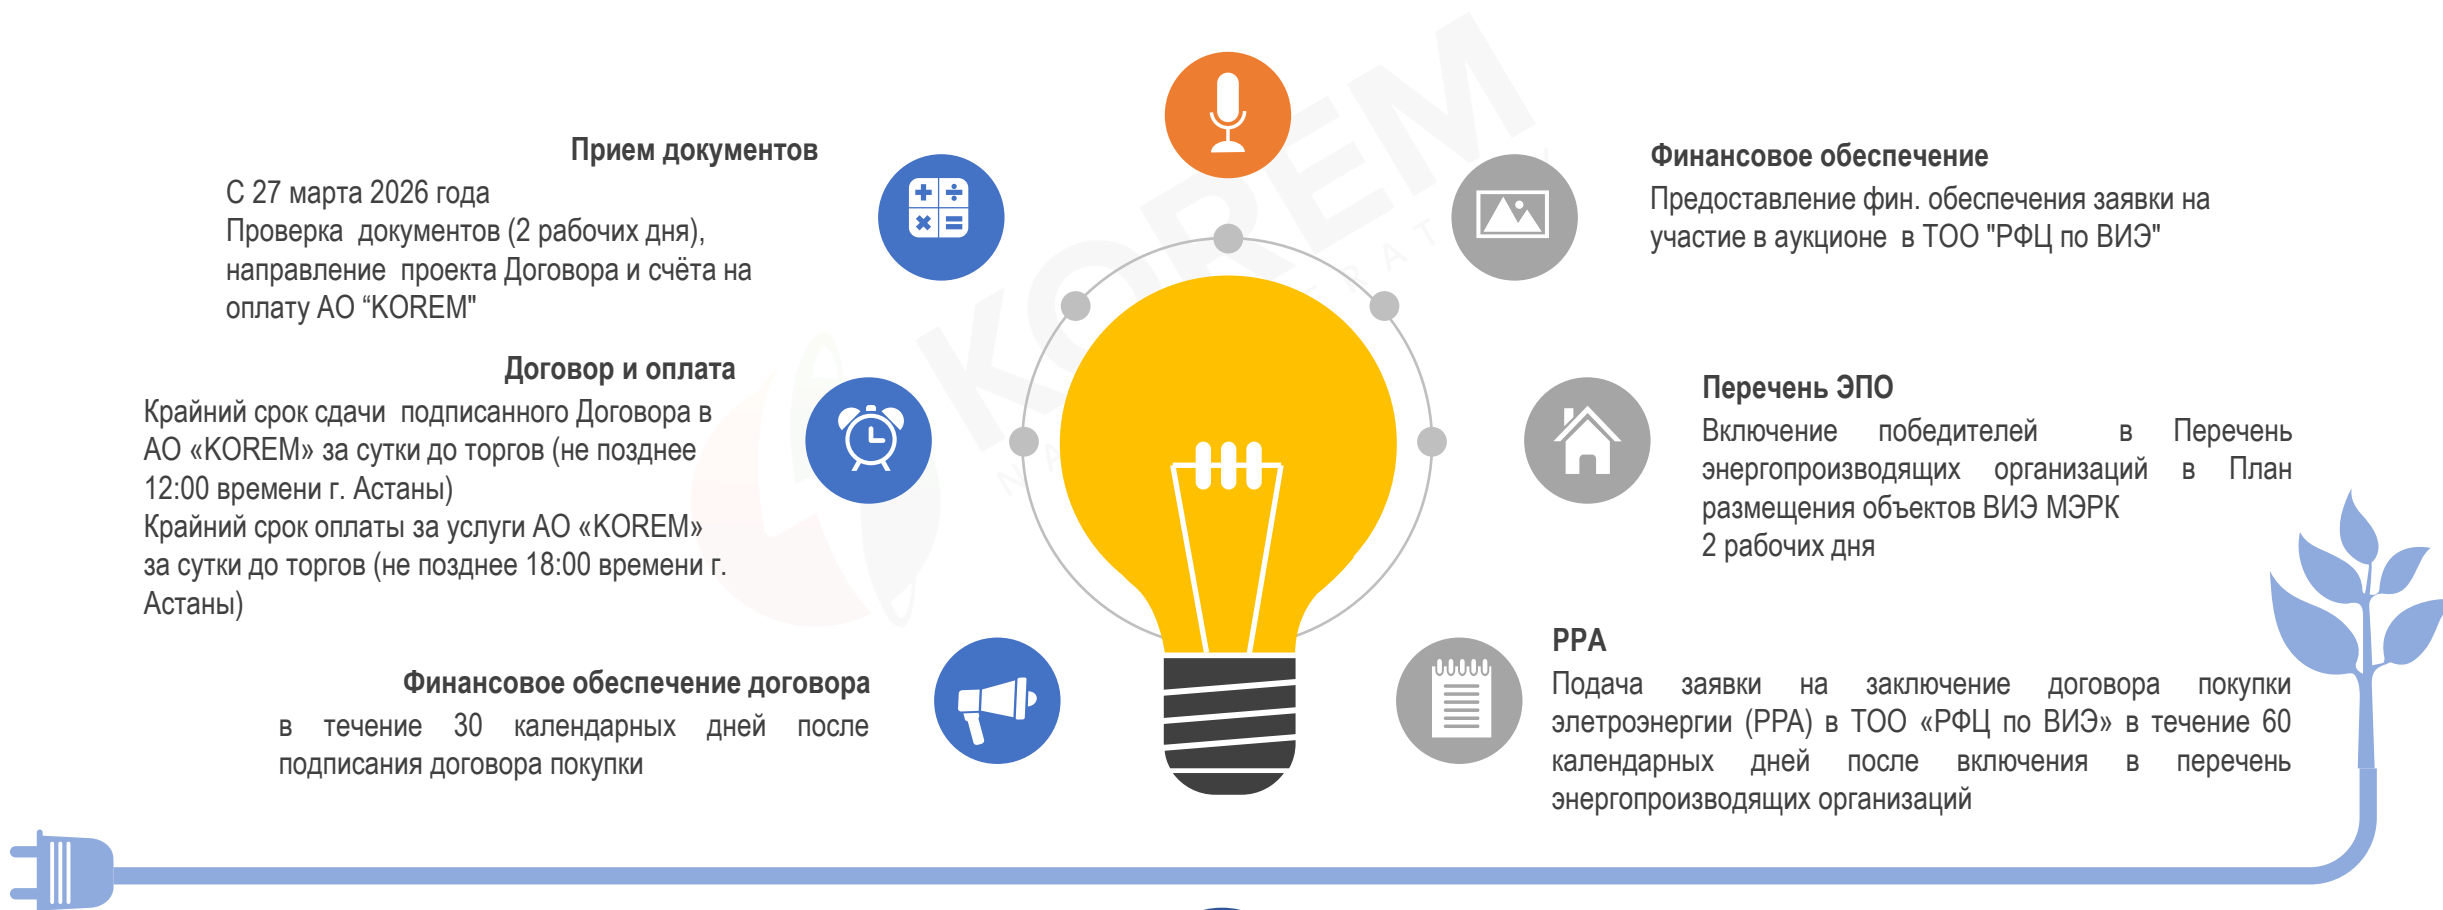 Прием документов
С 27 марта 2026 года
Проверка документов (2 рабочих дня),
направление проекта Договора и счёта на
оплату АО “KOREM"
Договор и оплата
Крайний срок сдачи подписанного Договора в
АО «KOREM» за сутки до торгов (не позднее
12:00 времени г. Астаны)
Крайний срок оплаты за услуги АО «KOREM»
за сутки до торгов (не позднее 18:00 времени г.
Астаны)
Финансовое обеспечение договора
в течение 30 календарных дней после
подписания договора покупки
Финансовое обеспечение
Предоставление фин. обеспечения заявки на
участие в аукционе в ТОО "РФЦ по ВИЭ"
Перечень ЭПО
Включение победителей в Перечень
энергопроизводящих организаций в План
размещения объектов ВИЭ МЭРК
2 рабочих дня
PPA
Подача заявки на заключение договора покупки
элетроэнергии (PPA) в ТОО «РФЦ по ВИЭ» в течение 60
календарных дней после включения в перечень
энергопроизводящих организаций
KOREM